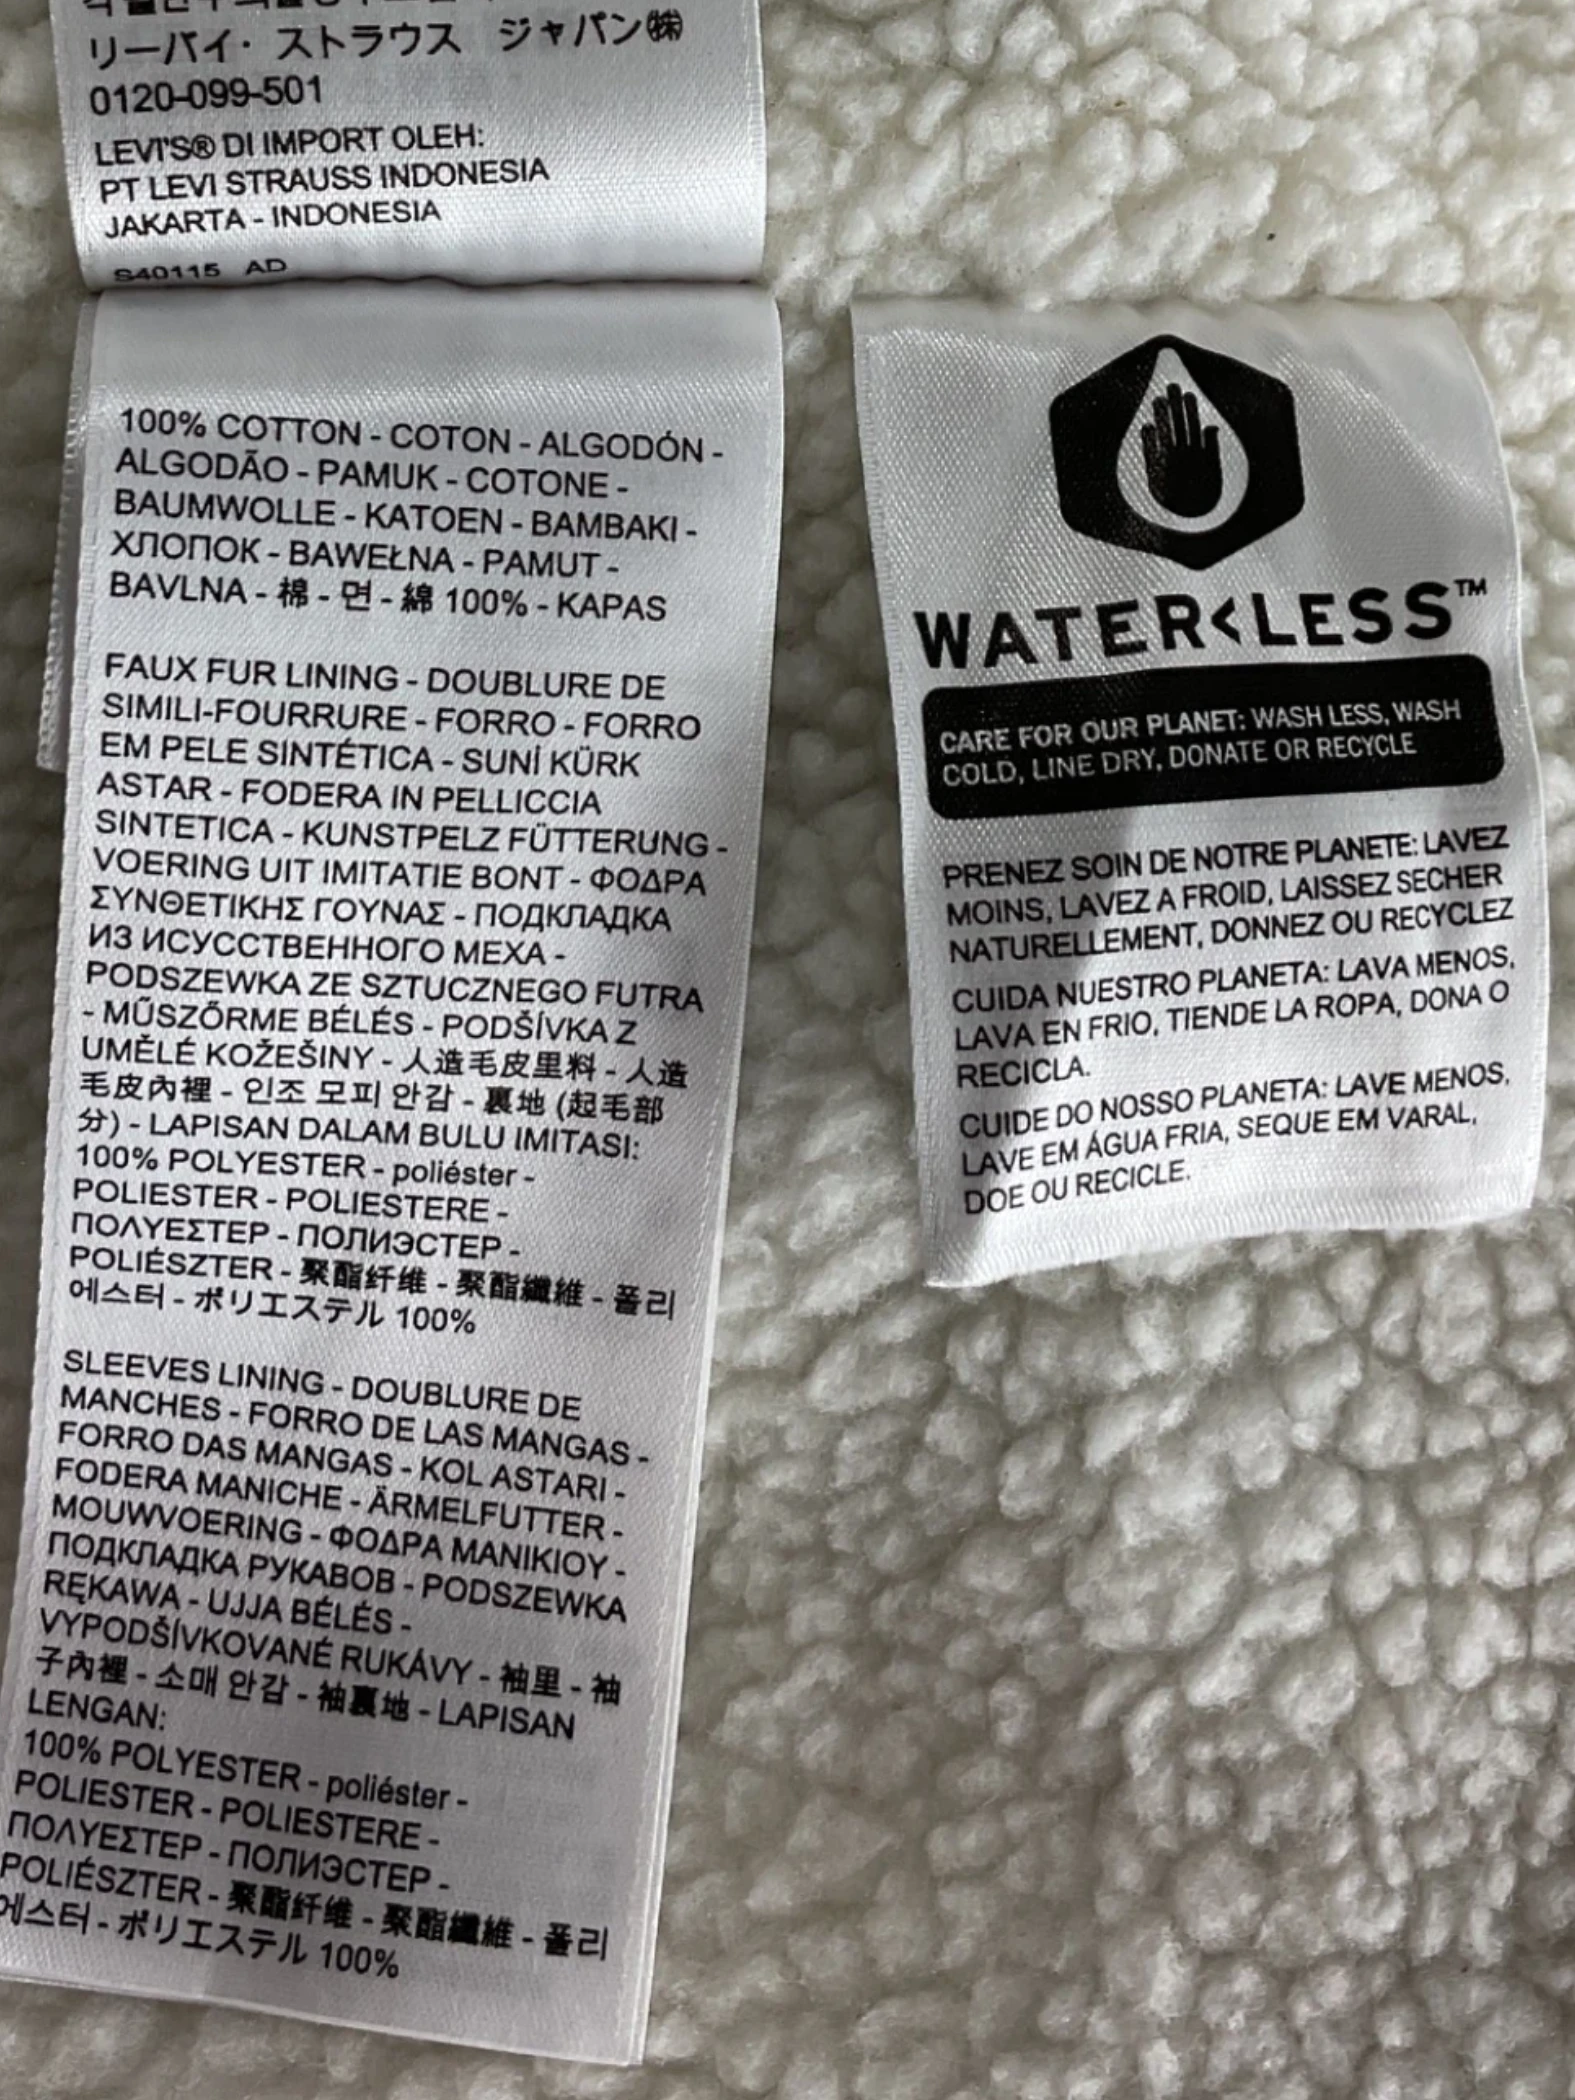 リーバイ・ストラウス ジャパン㈱
0120-099-501
LEVI'S® DI IMPORT OLEH:
PT LEVI STRAUSS INDONESIA
JAKARTA - INDONESIA
S40115 AD
100% COTTON - COTON - ALGODÓN -
ALGODÃO - PAMUK - COTONE -
BAUMWOLLE - KATOEN - BAMBAKI -
ХЛОПОК - BAWEŁNA - PAMUT -
BAVLNA - 棉 - 면 - 綿 100% - KAPAS
FAUX FUR LINING - DOUBLURE DE
SIMILI-FOURRURE - FORRO - FORRO
EM PELE SINTÉTICA - SUNİ KÜRK
ASTAR - FODERA IN PELLICCIA
SINTETICA - KUNSTPELZ FÜTTERUNG -
VOERING UIT IMITATIE BONT - ΦΟΔΡΑ
ΣΥΝΘΕΤΙΚΗΣ ΓΟΥΝΑΣ - ПОДКЛАДКА
ИЗ ИСУССТВЕННОГО МЕХА -
PODSZEWKA ZE SZTUCZNEGO FUTRA
- MŰSZŐRME BÉLÉS - PODŠÍVKA Z
UMĚLÉ KOŽEŠINY - 人造毛皮里料 - 人造
毛皮內裡 - 인조 모피 안감 - 裏地 (起毛部
分) - LAPISAN DALAM BULU IMITASI:
100% POLYESTER - poliéster -
POLIESTER - POLIESTERE -
ΠΟΛΥΕΣΤΕΡ - ПОЛИЭСТЕР -
POLIÉSZTER - 聚酯纤维 - 聚酯纖維 - 폴리
에스터 - ポリエステル 100%
SLEEVES LINING - DOUBLURE DE
MANCHES - FORRO DE LAS MANGAS -
FORRO DAS MANGAS - KOL ASTARI -
FODERA MANICHE - ÄRMELFUTTER -
MOUWVOERING - ΦΟΔΡΑ ΜΑΝΙΚΙΟΥ -
ПОДКЛАДКА РУКАВОВ - PODSZEWKA
RĘKAWA - UJJA BÉLÉS -
VYPODŠÍVKOVANÉ RUKÁVY - 袖里 - 袖
子內裡 - 소매 안감 - 袖裏地 - LAPISAN
LENGAN:
100% POLYESTER - poliéster -
POLIESTER - POLIESTERE -
ΠΟΛΥΕΣΤΕΡ - ПОЛИЭСТЕР -
POLIÉSZTER - 聚酯纤维 - 聚酯纖維 - 폴리
에스터 - ポリエステル 100%
WATER<LESS™
CARE FOR OUR PLANET: WASH LESS, WASH
COLD, LINE DRY, DONATE OR RECYCLE
PRENEZ SOIN DE NOTRE PLANETE: LAVEZ
MOINS, LAVEZ A FROID, LAISSEZ SECHER
NATURELLEMENT, DONNEZ OU RECYCLEZ
CUIDA NUESTRO PLANETA: LAVA MENOS,
LAVA EN FRIO, TIENDE LA ROPA, DONA O
RECICLA.
CUIDE DO NOSSO PLANETA: LAVE MENOS,
LAVE EM ÁGUA FRIA, SEQUE EM VARAL,
DOE OU RECICLE.